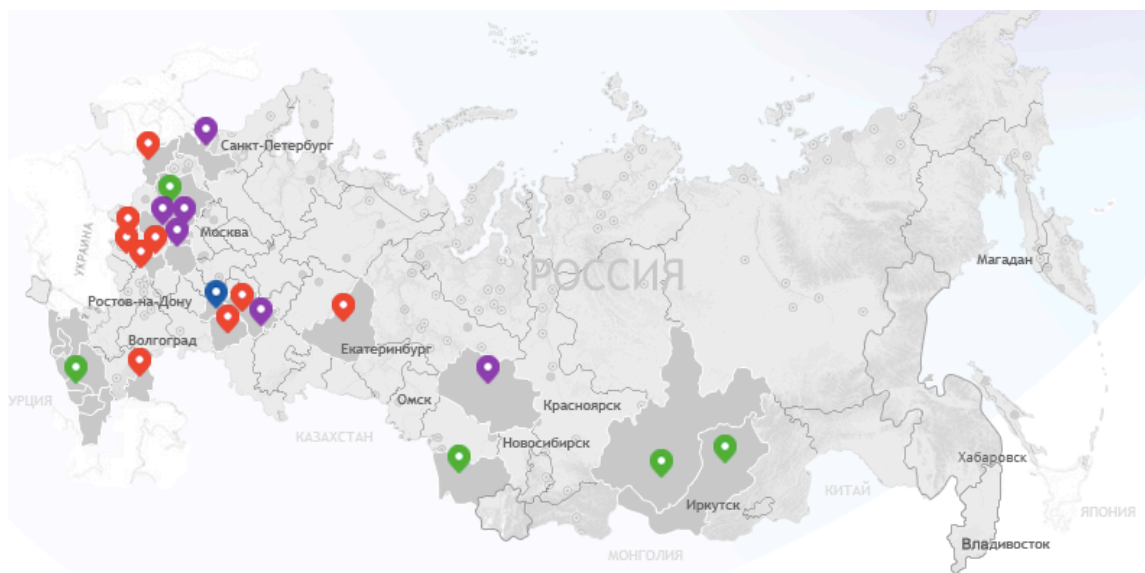 Санкт-Петербург
Москва
УКРАИНА
РОССИЯ
Магадан
Ростов-на-Дону
Волгоград
Екатеринбург
УРЦИЯ
Омск
Красноярск
КАЗАХСТАН
Новосибирск
Хабаровск
КИТАЙ
Иркутск
ЯПОНИЯ
Владивосток
МОНГОЛИЯ